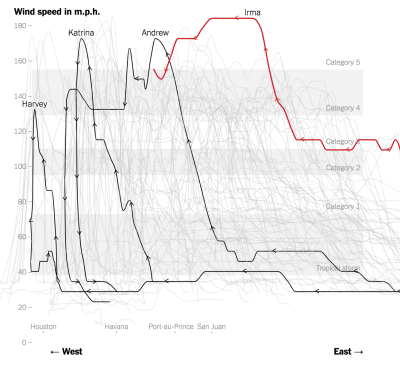 Wind speed in m.p.h.
Irma
180
Katrina
Andrew
160
Category 5
140
Harvey
Category 4
120
Category 3
100
Category 2
80
Category 1
60
40
Tropical storm
20
Houston
Havana
Port-au-Prince
San Juan
0
← West
East →